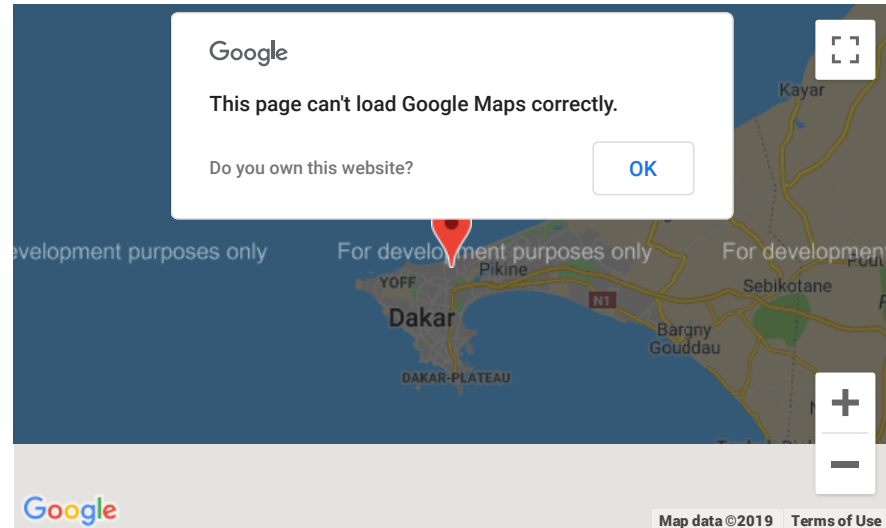 Google
This page can't load Google Maps correctly.
Do you own this website?
OK
Kayar
evelopment purposes only
For development purposes only
For development
Pout
YOFF
Pikine
Sebikotane
N1
Dakar
Bargny
Gouddau
DAKAR-PLATEAU
Google
Map data ©2019
Terms of Use